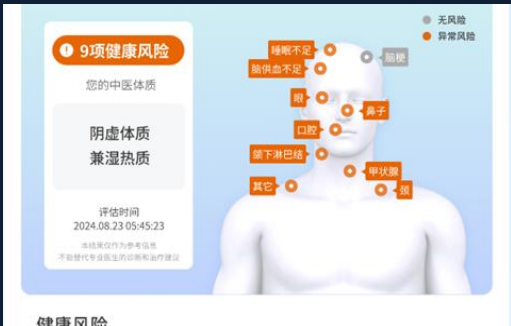 9项健康风险
您的中医体质
阴虚体质
兼湿热质
评估时间
2024.08.23 05:45:23
本结果仅作为参考信息
不能替代专业医生的诊断和治疗建议
无风险
异常风险
睡眠不足
脑梗
脑供血不足
眼
鼻子
口腔
颌下淋巴结
甲状腺
其它
颈
健康风险